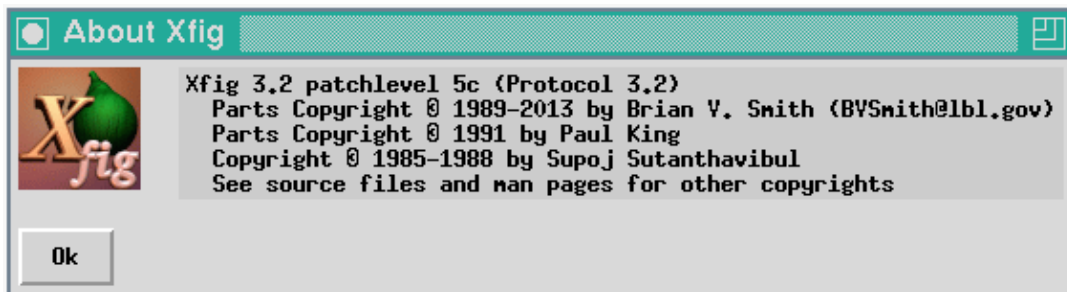 About Xfig
Xfig
Xfig 3.2 patchlevel 5c (Protocol 3.2)
Parts Copyright © 1989-2013 by Brian V. Smith (BVSmith@lbl.gov)
Parts Copyright © 1991 by Paul King
Copyright © 1985-1988 by Supoj Sutanthavibul
See source files and man pages for other copyrights
Ok